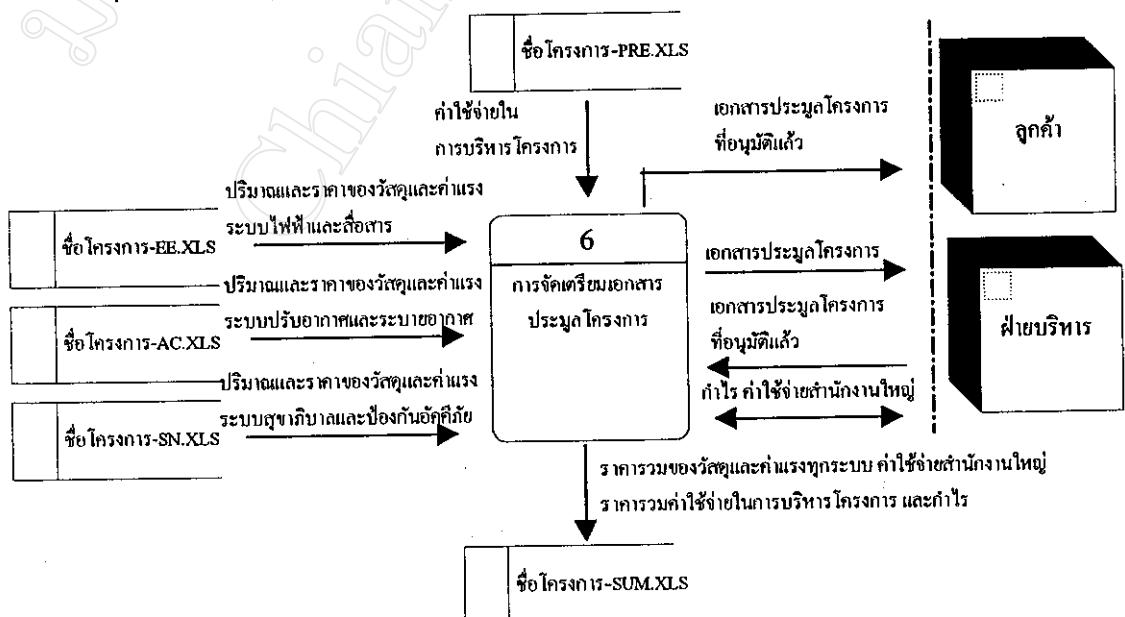 ชื่อโครงการ-PRE.XLS
ค่าใช้จ่ายใน
การบริหารโครงการ
เอกสารประมูลโครงการ
ที่อนุมัติแล้ว
ลูกค้า
ปริมาณและราคาของวัสดุและค่าแรง
ระบบไฟฟ้าและสื่อสาร
ชื่อโครงการ-EE.XLS
6
การจัดเตรียมเอกสาร
ประมูลโครงการ
เอกสารประมูลโครงการ
เอกสารประมูลโครงการ
ที่อนุมัติแล้ว
ฝ่ายบริหาร
ปริมาณและราคาของวัสดุและค่าแรง
ระบบปรับอากาศและระบายอากาศ
ชื่อโครงการ-AC.XLS
กำไร ค่าใช้จ่ายสำนักงานใหญ่
ปริมาณและราคาของวัสดุและค่าแรง
ระบบสุขาภิบาลและป้องกันอัคคีภัย
ชื่อโครงการ-SN.XLS
ราคารวมของวัสดุและค่าแรงทุกระบบ ค่าใช้จ่ายสำนักงานใหญ่
ราคารวมค่าใช้จ่ายในการบริหารโครงการ และกำไร
ชื่อโครงการ-SUM.XLS
Chian